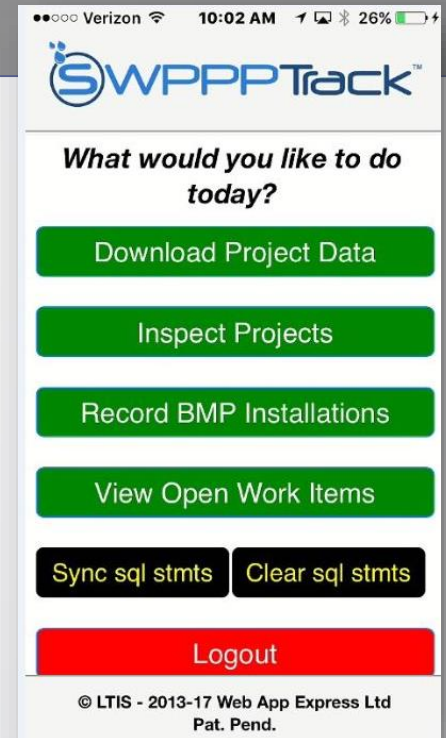 Verizon 10:02 AM 26%
SWPPPTrack™
What would you like to do
today?
Download Project Data
Inspect Projects
Record BMP Installations
View Open Work Items
Sync sql stmts Clear sql stmts
Logout
© LTIS - 2013-17 Web App Express Ltd
Pat. Pend.